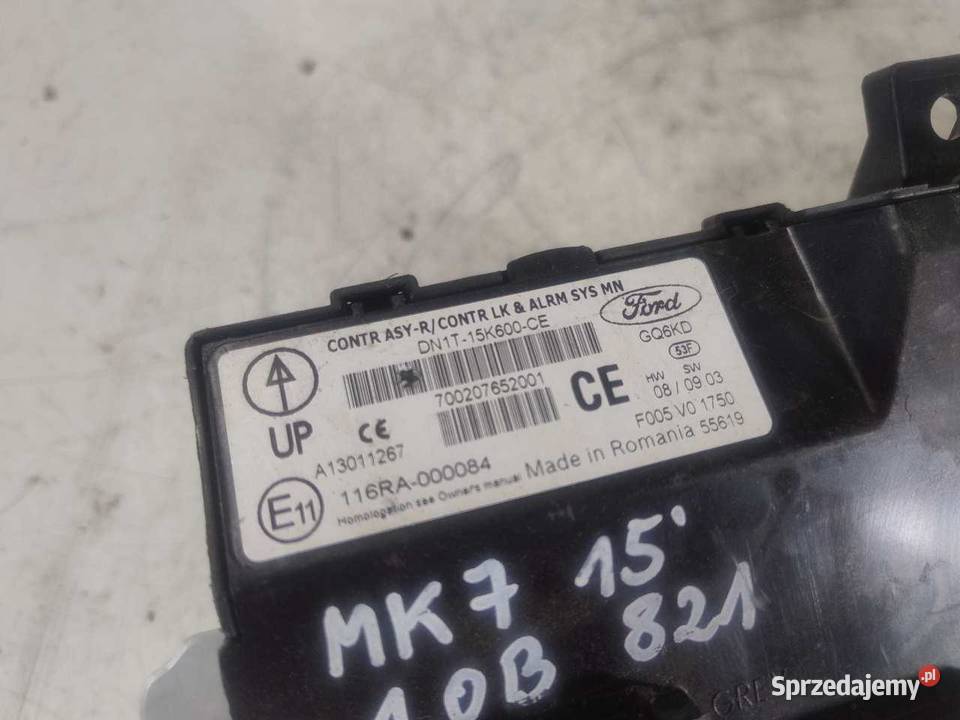 CONTR ASY-R/CONTR LK & ALRM SYS MN
DN1T-15K600-CE
Ford
GQ6KD
53F
HW SW
08 / 09 03
F005 V0 1750
700207652001
CE
UP
CE
A13011267
E11
116RA-000084
Made in Romania 55619
Homologation see Owner's manual
MK7 15'
1.0B 821
GRE
Sprzedajemy.pl